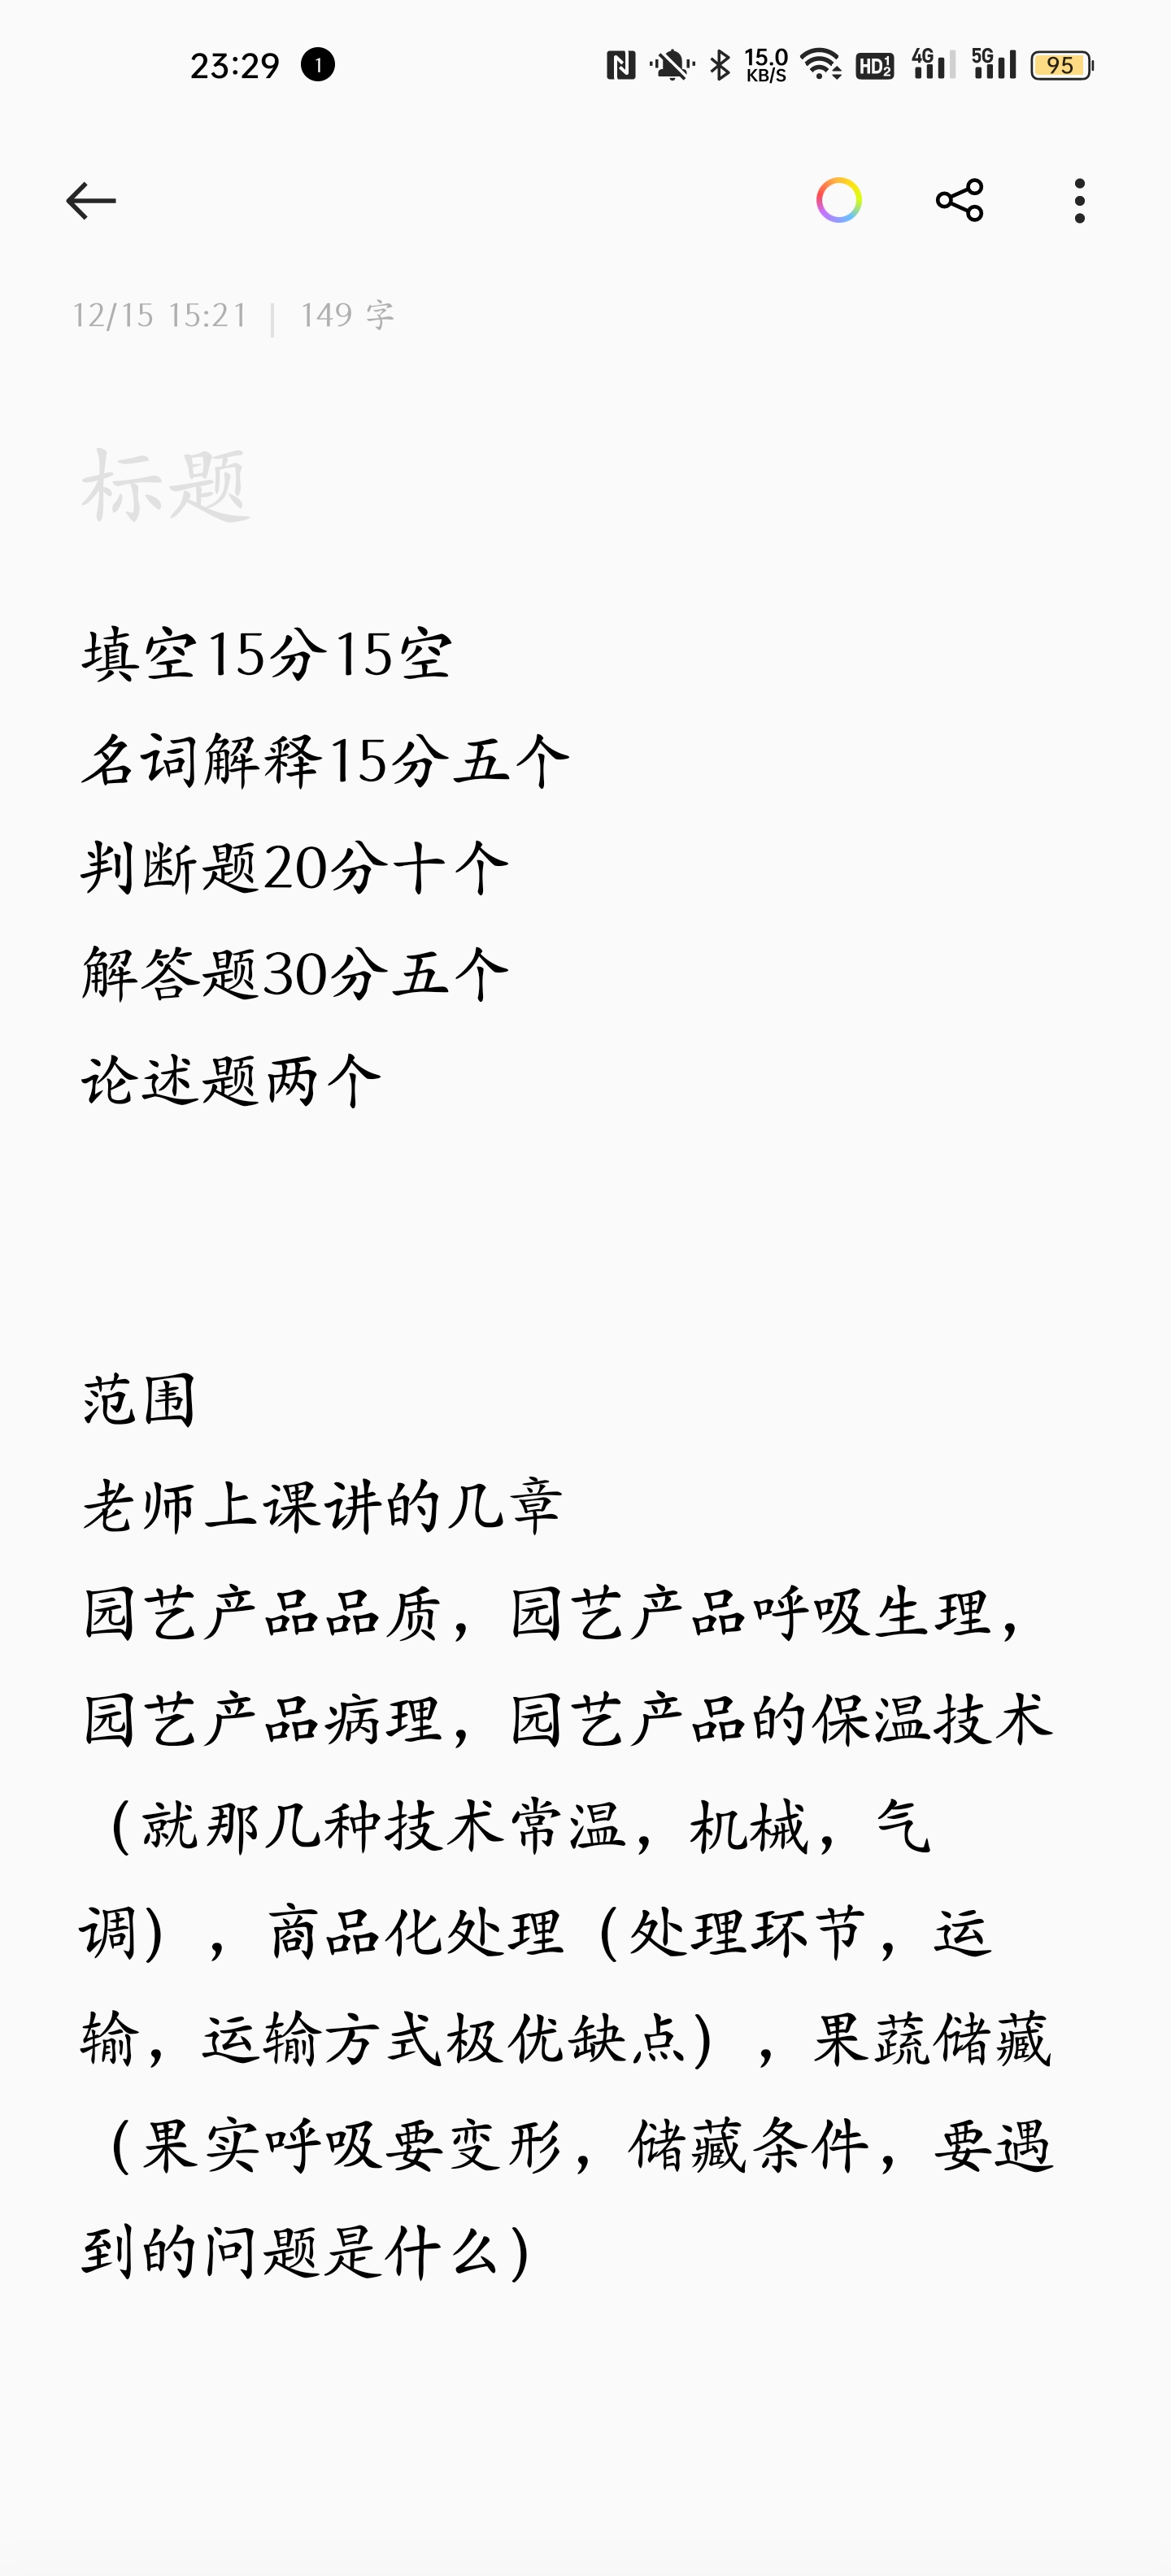 23:29 1 15.0 KB/S HD 1 2 4G 5G 95
12/15 15:21 | 149 字
标题
填空15分15空
名词解释15分五个
判断题20分十个
解答题30分五个
论述题两个
范围
老师上课讲的几章
园艺产品品质，园艺产品呼吸生理，
园艺产品病理，园艺产品的保温技术
（就那几种技术常温，机械，气
调），商品化处理（处理环节，运
输，运输方式极优缺点），果蔬储藏
（果实呼吸要变形，储藏条件，要遇
到的问题是什么）